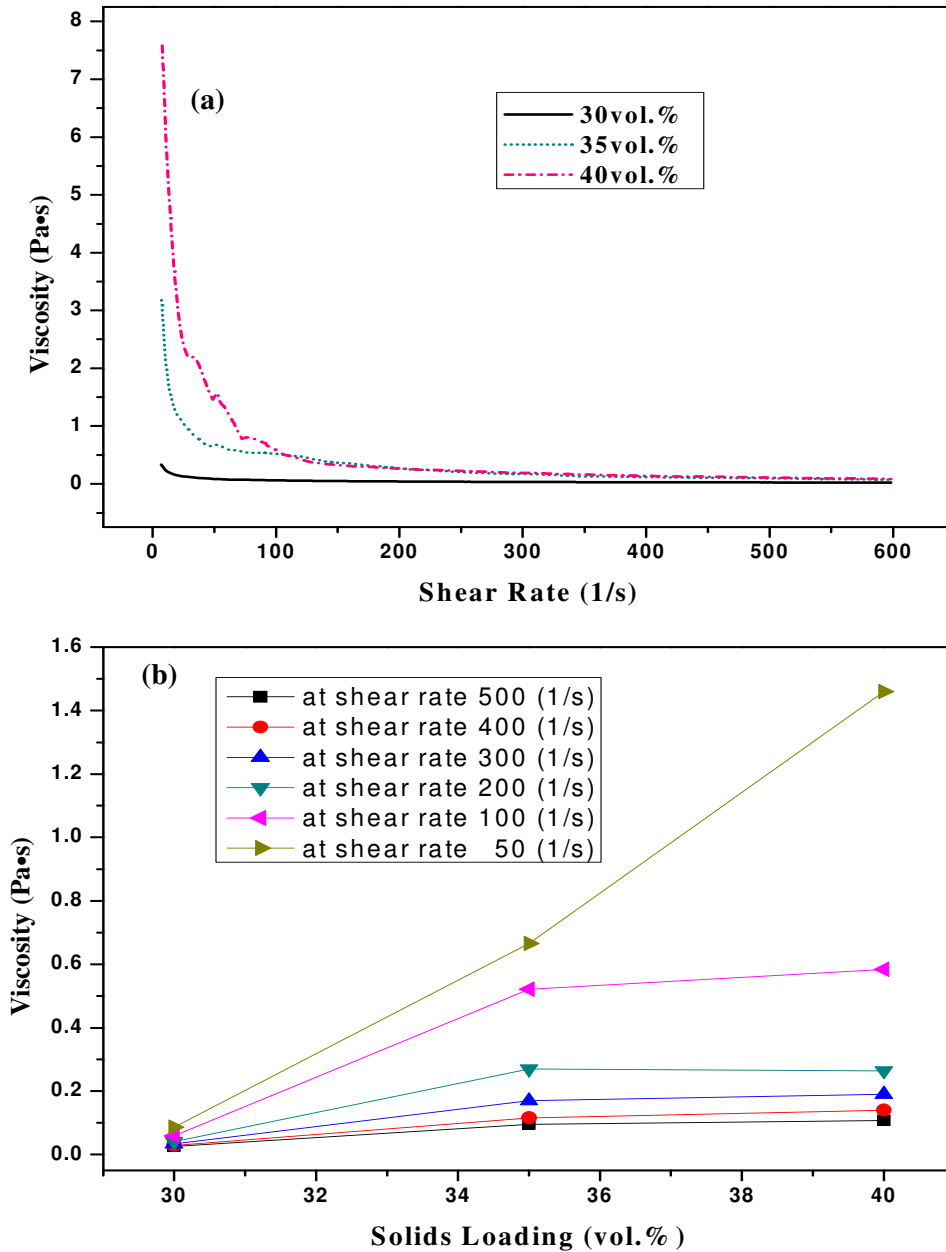 8
7
6
5
4
3
2
1
0
Viscosity (Pa•s)
(a)
30vol.%
35vol.%
40vol.%
0 100 200 300 400 500 600
Shear Rate (1/s)
1.6
1.4
1.2
1.0
0.8
0.6
0.4
0.2
0.0
Viscosity (Pa•s)
(b)
at shear rate 500 (1/s)
at shear rate 400 (1/s)
at shear rate 300 (1/s)
at shear rate 200 (1/s)
at shear rate 100 (1/s)
at shear rate 50 (1/s)
30 32 34 36 38 40
Solids Loading (vol.% )